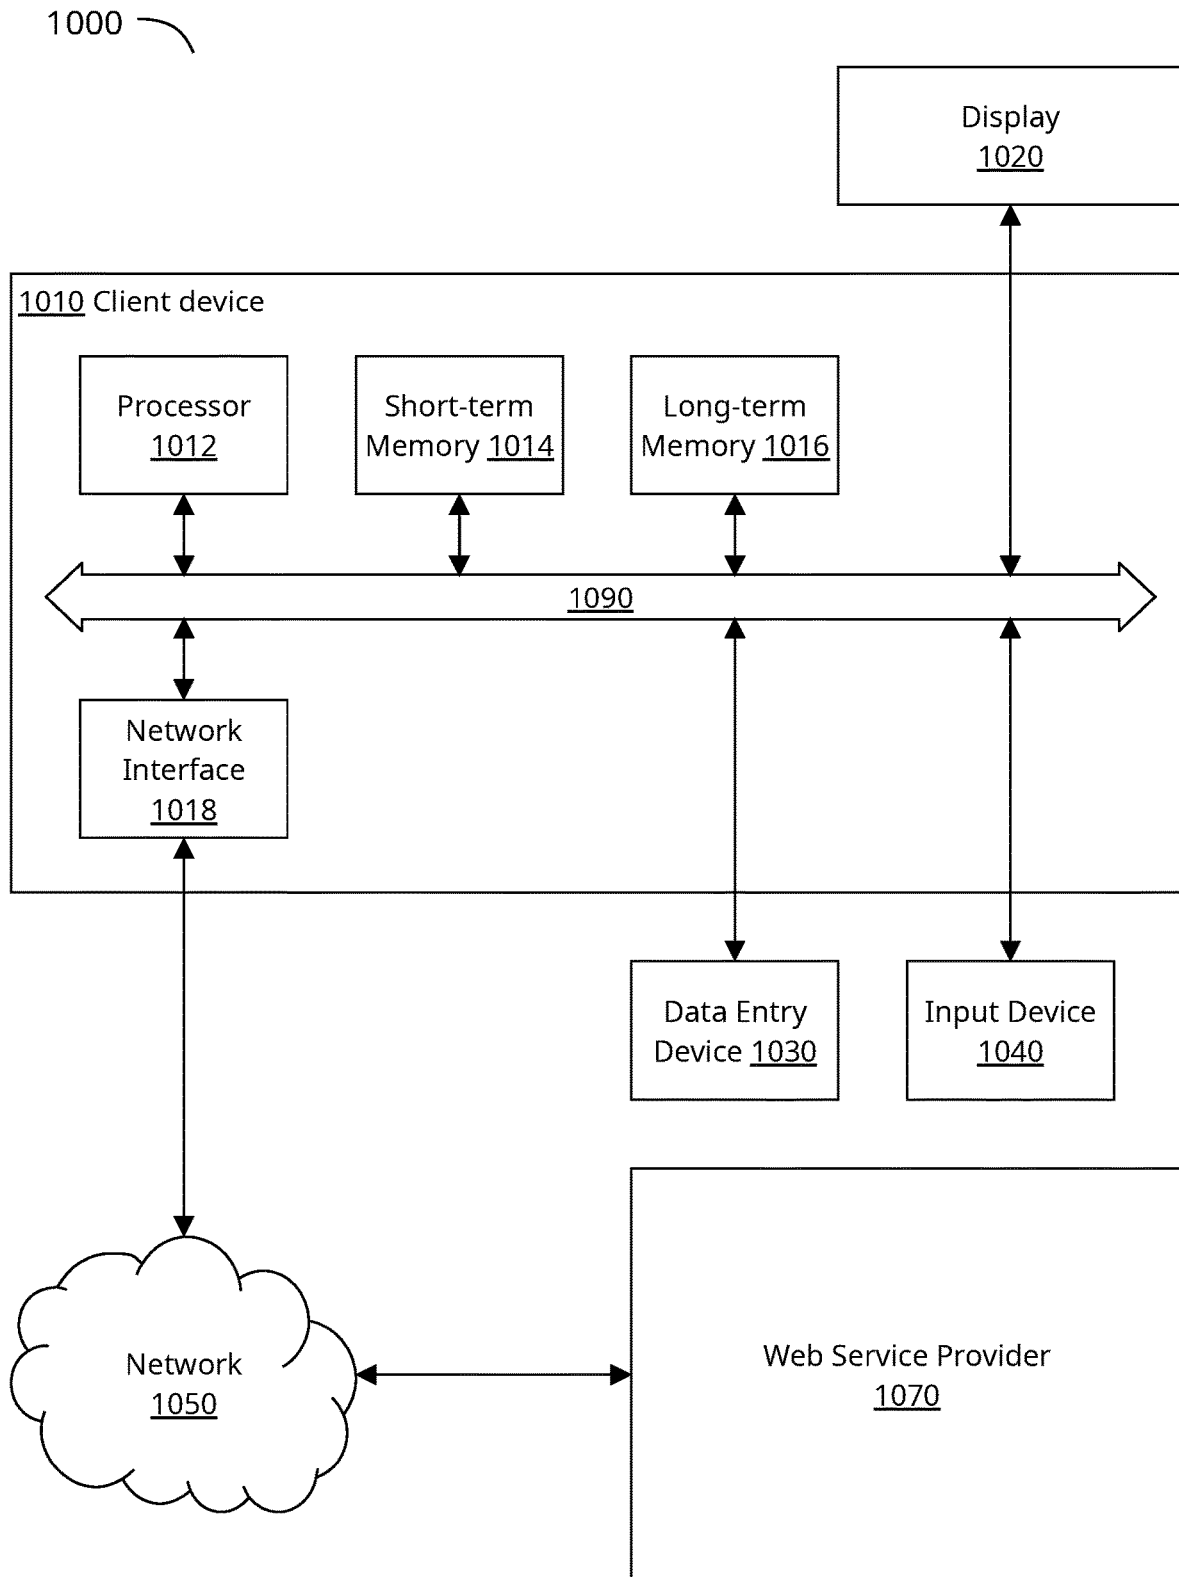 1000
Display
1020
1010 Client device
Processor
1012
Short-term
Memory 1014
Long-term
Memory 1016
1090
Network
Interface
1018
Data Entry
Device 1030
Input Device
1040
Network
1050
Web Service Provider
1070